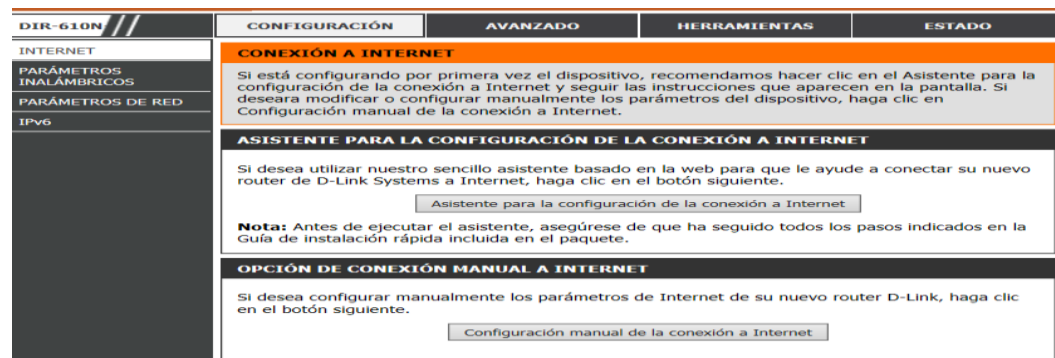 DIR-610N
CONFIGURACIÓN
AVANZADO
HERRAMIENTAS
ESTADO
INTERNET
PARÁMETROS
INALÁMBRICOS
PARÁMETROS DE RED
IPv6
CONEXIÓN A INTERNET
Si está configurando por primera vez el dispositivo, recomendamos hacer clic en el Asistente para la
configuración de la conexión a Internet y seguir las instrucciones que aparecen en la pantalla. Si
deseara modificar o configurar manualmente los parámetros del dispositivo, haga clic en
Configuración manual de la conexión a Internet.
ASISTENTE PARA LA CONFIGURACIÓN DE LA CONEXIÓN A INTERNET
Si desea utilizar nuestro sencillo asistente basado en la web para que le ayude a conectar su nuevo
router de D-Link Systems a Internet, haga clic en el botón siguiente.
Asistente para la configuración de la conexión a Internet
Nota: Antes de ejecutar el asistente, asegúrese de que ha seguido todos los pasos indicados en la
Guía de instalación rápida incluida en el paquete.
OPCIÓN DE CONEXIÓN MANUAL A INTERNET
Si desea configurar manualmente los parámetros de Internet de su nuevo router D-Link, haga clic
en el botón siguiente.
Configuración manual de la conexión a Internet